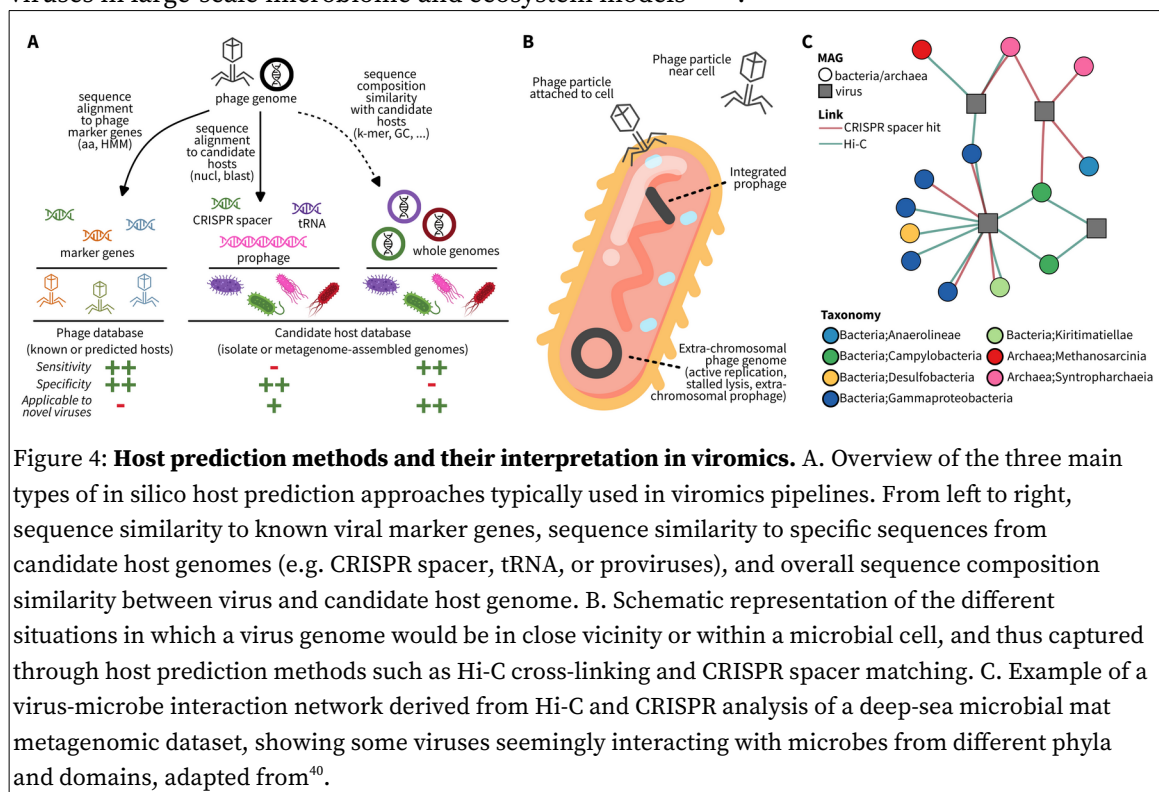 viruses in large-scale microbiome and ecosystem models
A
phage genome
sequence
alignment
to phage
marker genes
(aa, HMM)
sequence
alignment
to candidate
hosts
(nucl, blast)
sequence
composition
similarity
with candidate
hosts
(k-mer, GC, ...)
CRISPR spacer
tRNA
marker genes
prophage
whole genomes
Phage database
(known or predicted hosts)
Candidate host database
(isolate or metagenome-assembled genomes)
Sensitivity ++ - ++
Specificity ++ ++ -
Applicable to
novel viruses - + ++
B
Phage particle
near cell
Phage particle
attached to cell
Integrated
prophage
Extra-chromosomal
phage genome
(active replication,
stalled lysis, extra-
chromosomal prophage)
C
MAG
bacteria/archaea
virus
Link
CRISPR spacer hit
Hi-C
Taxonomy
Bacteria;Anaerolineae
Bacteria;Campylobacteria
Bacteria;Desulfobacteria
Bacteria;Gammaproteobacteria
Bacteria;Kiritimatiellae
Archaea;Methanosarcinia
Archaea;Syntropharchaeia
Figure 4: Host prediction methods and their interpretation in viromics. A. Overview of the three main
types of in silico host prediction approaches typically used in viromics pipelines. From left to right,
sequence similarity to known viral marker genes, sequence similarity to specific sequences from
candidate host genomes (e.g. CRISPR spacer, tRNA, or proviruses), and overall sequence composition
similarity between virus and candidate host genome. B. Schematic representation of the different
situations in which a virus genome would be in close vicinity or within a microbial cell, and thus captured
through host prediction methods such as Hi-C cross-linking and CRISPR spacer matching. C. Example of a
virus-microbe interaction network derived from Hi-C and CRISPR analysis of a deep-sea microbial mat
metagenomic dataset, showing some viruses seemingly interacting with microbes from different phyla
and domains, adapted from⁴⁰.